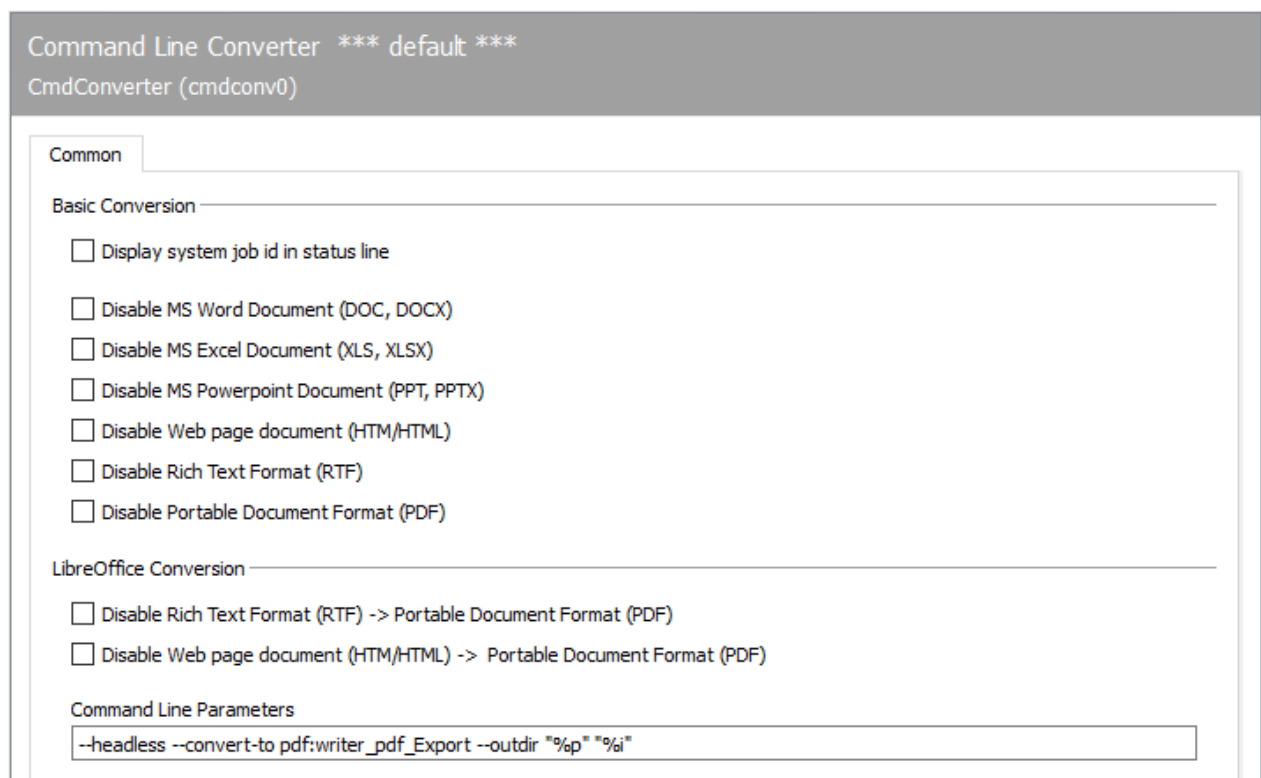 Command Line Converter *** default ***
CmdConverter (cmdconv0)
Common
Basic Conversion
Display system job id in status line
Disable MS Word Document (DOC, DOCX)
Disable MS Excel Document (XLS, XLSX)
Disable MS Powerpoint Document (PPT, PPTX)
Disable Web page document (HTM/HTML)
Disable Rich Text Format (RTF)
Disable Portable Document Format (PDF)
LibreOffice Conversion
Disable Rich Text Format (RTF) -> Portable Document Format (PDF)
Disable Web page document (HTM/HTML) -> Portable Document Format (PDF)
Command Line Parameters
--headless --convert-to pdf:writer_pdf_Export --outdir "%p" "%i"